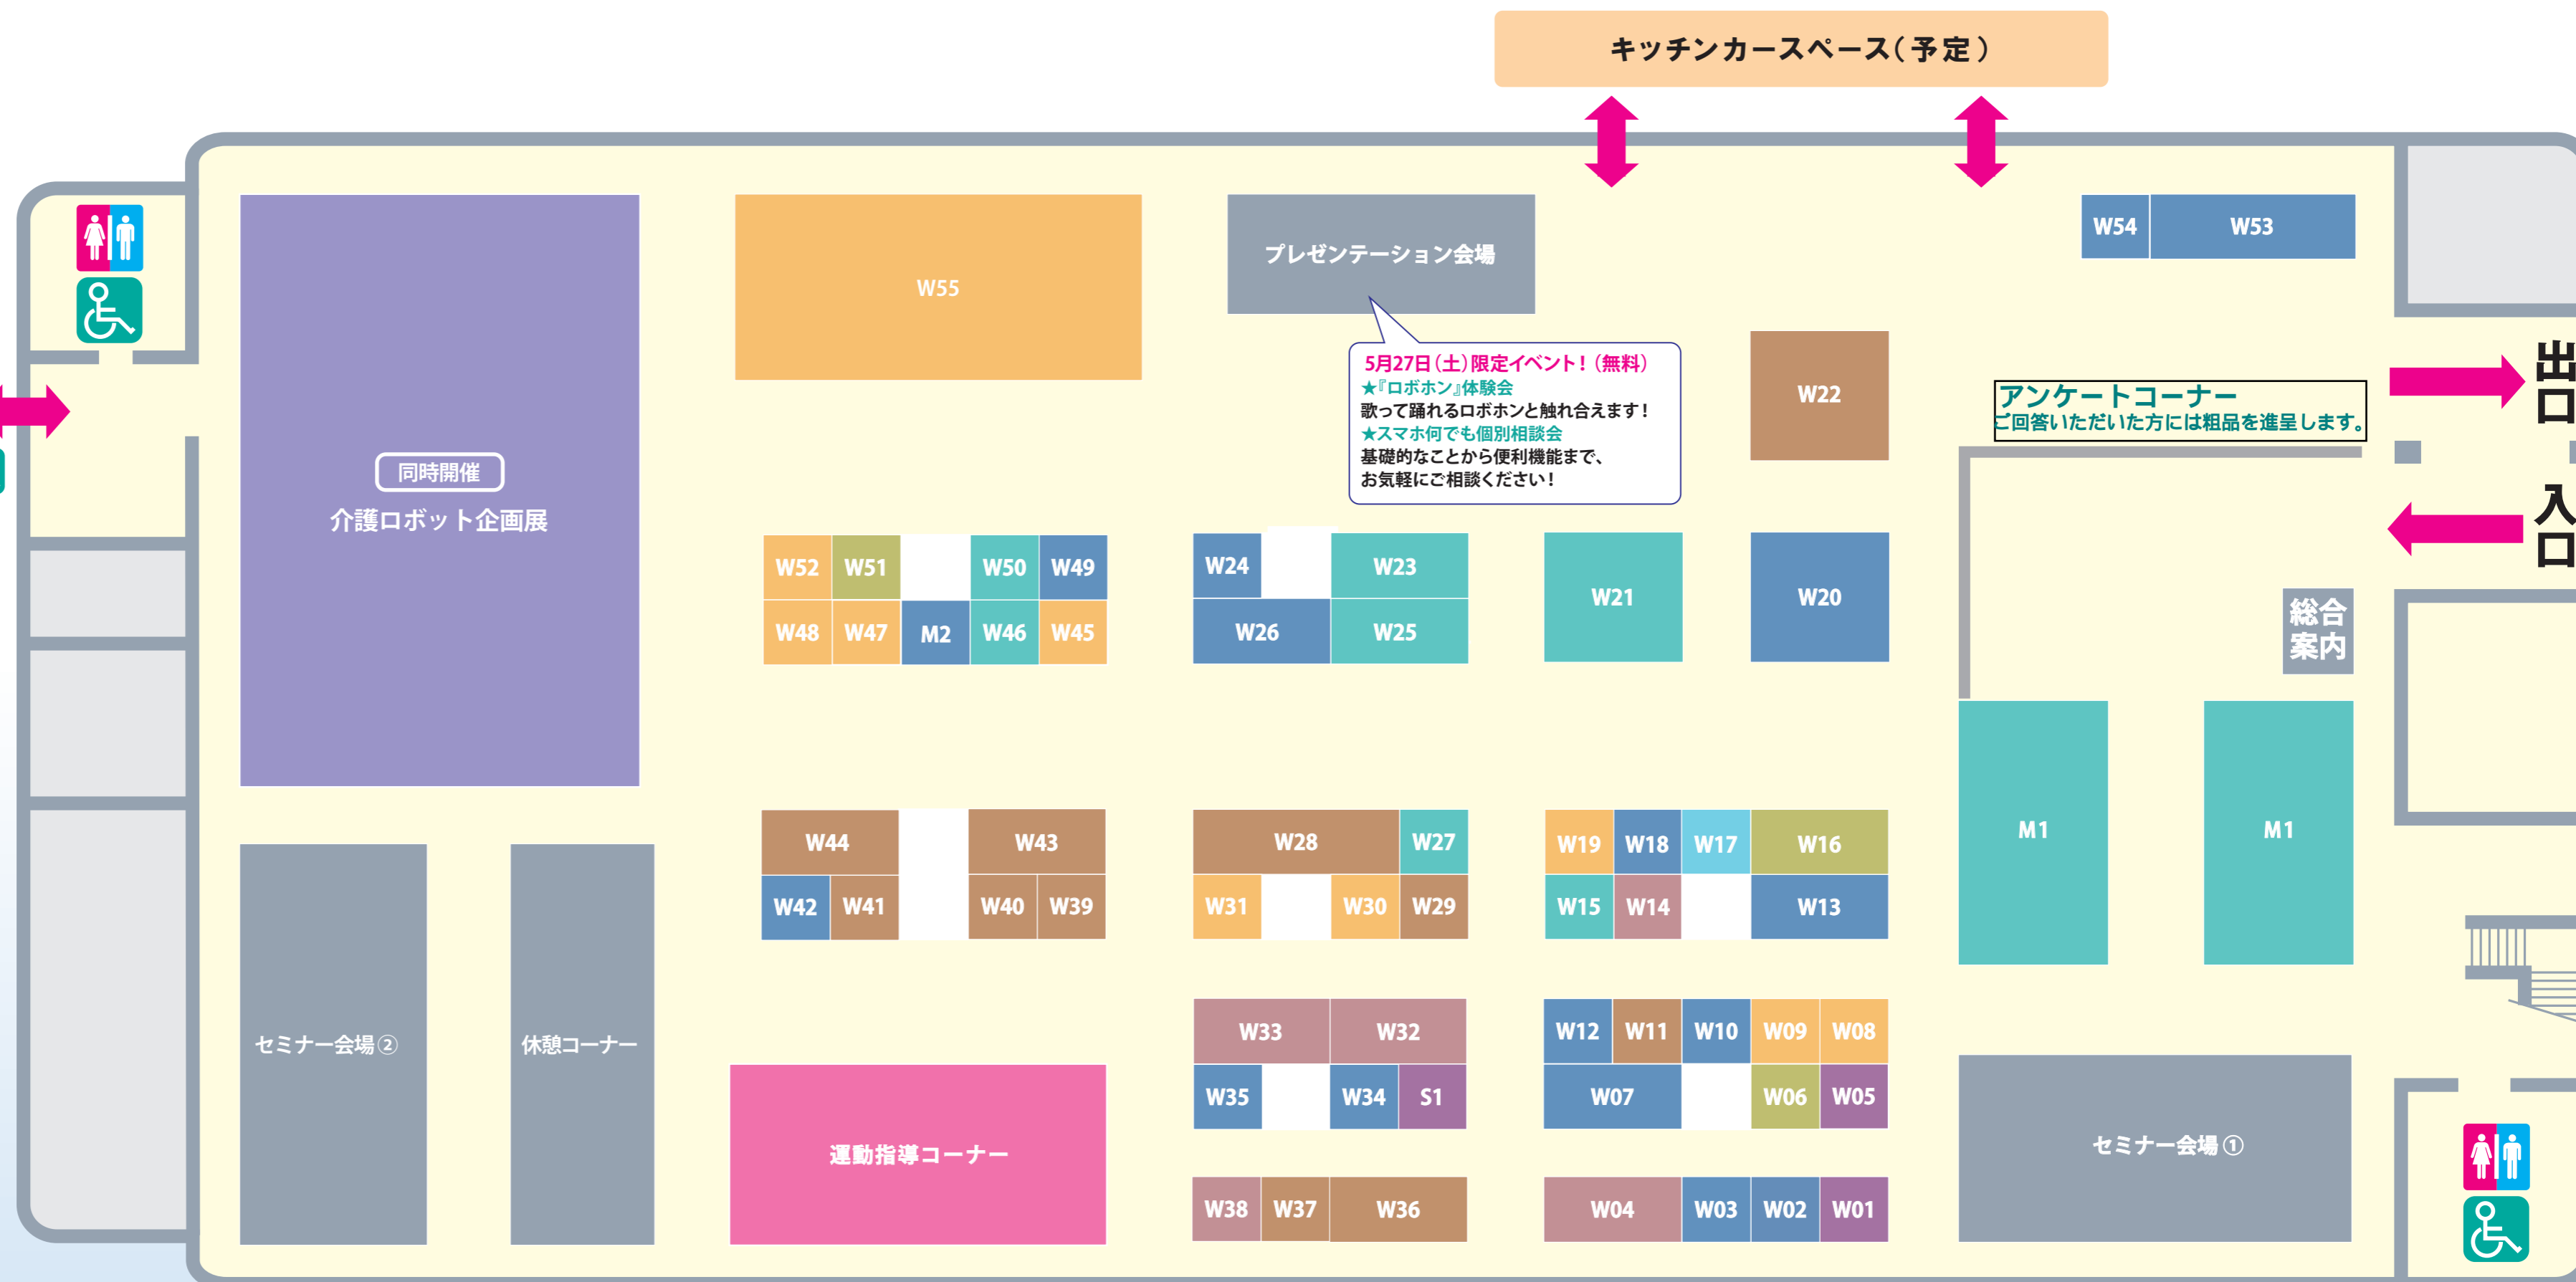 キッチンカースペース(予定)
W54 W53
プレゼンテーション会場
W55
5月27日(土)限定イベント!(無料)
★『ロボホン』体験会
歌って踊れるロボホンと触れ合えます!
★スマホ何でも個別相談会
基礎的なことから便利機能まで、
お気軽にご相談ください!
W22
アンケートコーナー
ご回答いただいた方には粗品を進呈します。
出口
入口
同時開催
介護ロボット企画展
W52 W51 W50 W49
W48 W47 M2 W46 W45
W24 W23
W26 W25
W21
W20
総合
案内
M1
M1
W44 W43
W42 W41 W40 W39
W28 W27
W31 W30 W29
W19 W18 W17 W16
W15 W14 W13
セミナー会場②
休憩コーナー
W33 W32
W35 W34 S1
W12 W11 W10 W09 W08
W07 W06 W05
運動指導コーナー
セミナー会場①
W38 W37 W36
W04 W03 W02 W01